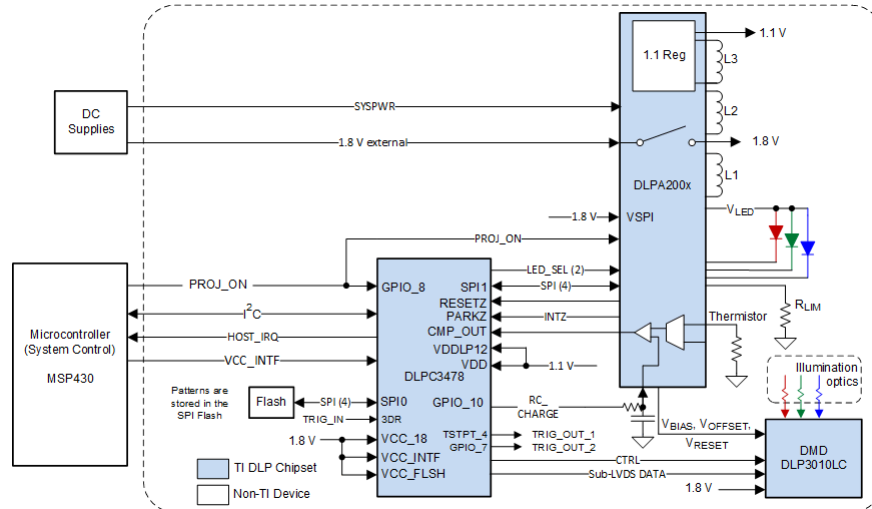 1.1 V
1.1 Reg
L3
DC
Supplies
SYSPWR
L2
1.8 V external
1.8 V
L1
DLPA200x
VLED
1.8 V
VSPI
PROJ_ON
Microcontroller
(System Control)
MSP430
PROJ_ON
I2C
HOST_IRQ
VCC_INTF
GPIO_8
SPI1
RESETZ
PARKZ
CMP_OUT
VDDLP12
VDD
DLPC3478
GPIO_10
LED_SEL (2)
SPI (4)
INTZ
1.1 V
RC_
CHARGE
Thermistor
RLIM
Illumination
optics
Patterns are
stored in the
SPI Flash
Flash
SPI (4)
SPI0
TRIG_IN
3DR
1.8 V
VCC_18
VCC_INTF
VCC_FLSH
TSTPT_4
GPIO_7
TRIG_OUT_1
TRIG_OUT_2
VBIAS, VOFFSET,
VRESET
CTRL
Sub-LVDS DATA
1.8 V
DMD
DLP3010LC
TI DLP Chipset
Non-TI Device